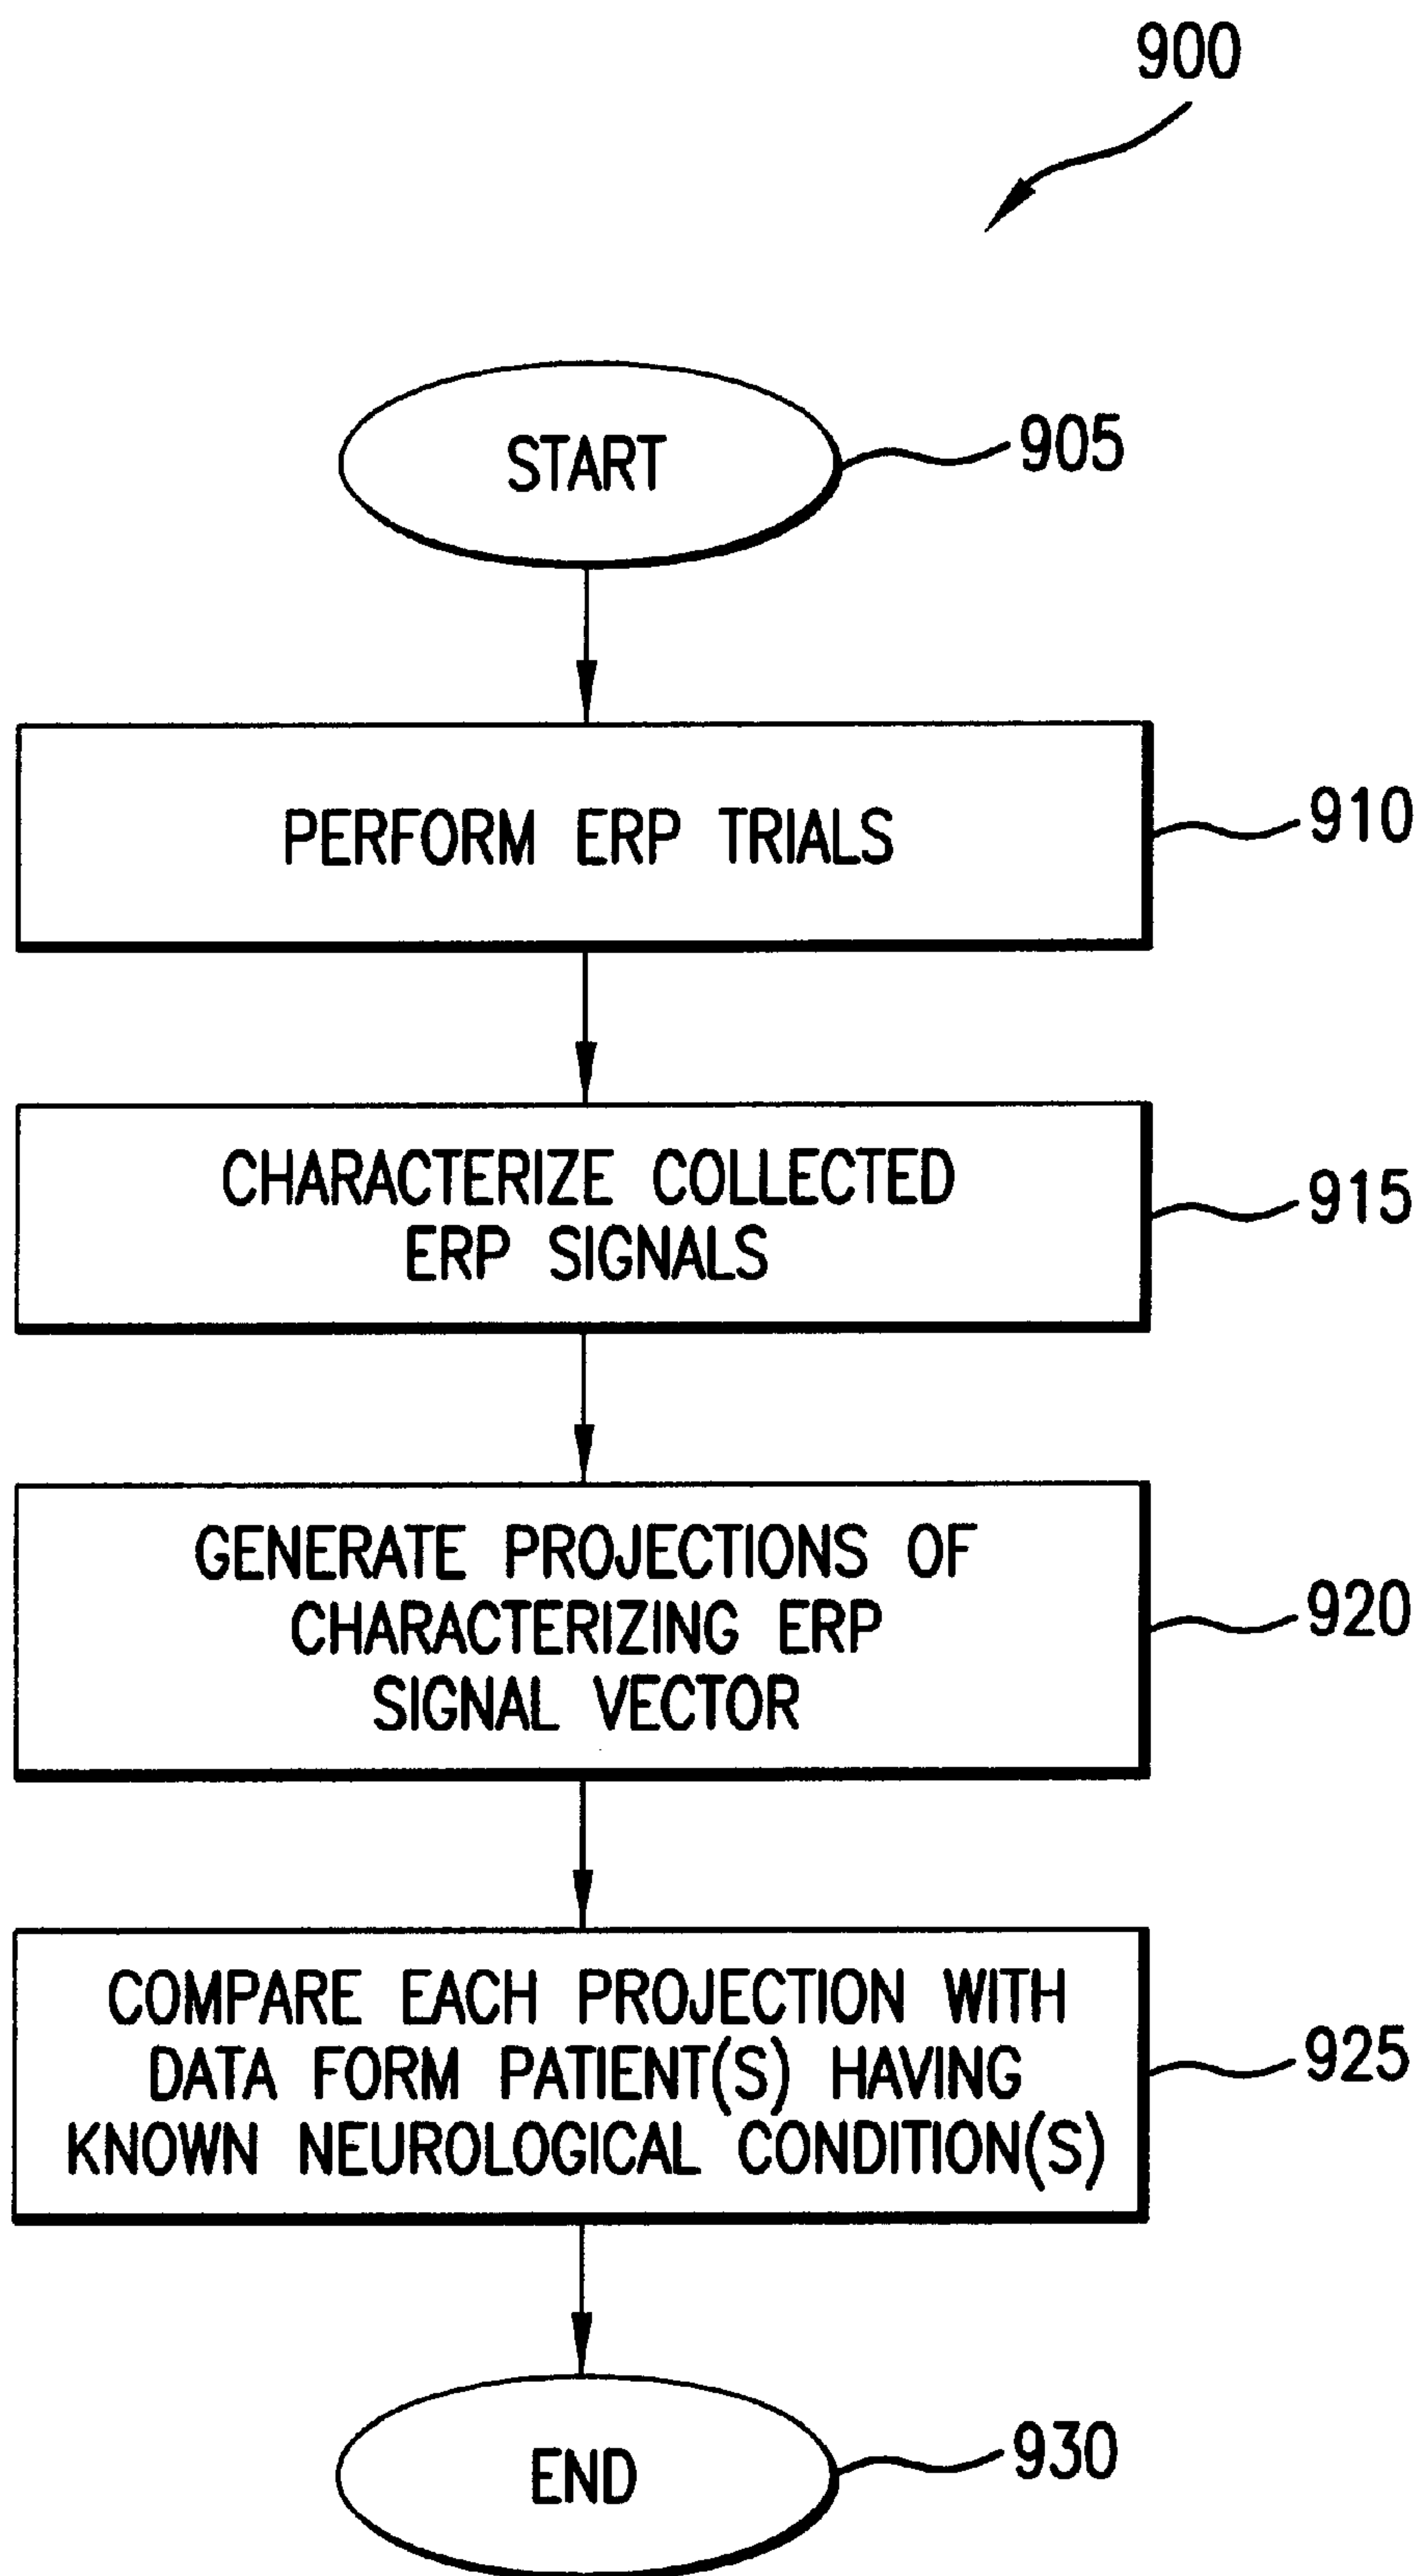 900
START
905
PERFORM ERP TRIALS
910
CHARACTERIZE COLLECTED
ERP SIGNALS
915
GENERATE PROJECTIONS OF
CHARACTERIZING ERP
SIGNAL VECTOR
920
COMPARE EACH PROJECTION WITH
DATA FORM PATIENT(S) HAVING
KNOWN NEUROLOGICAL CONDITION(S)
925
END
930